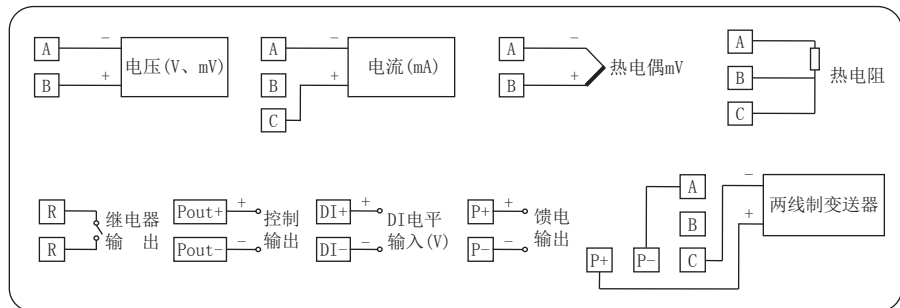 A
−
B
+
电压(V、mV)
A
−
B
+
C
电流(mA)
A
−
B
+
热电偶mV
A
B
C
热电阻
R
R
继电器
输 出
Pout+
+
Pout−
−
控制
输出
DI+
+
DI−
−
DI电平
输入(V)
P+
+
P−
−
馈电
输出
A
B
C
P+
P−
−
+
两线制变送器